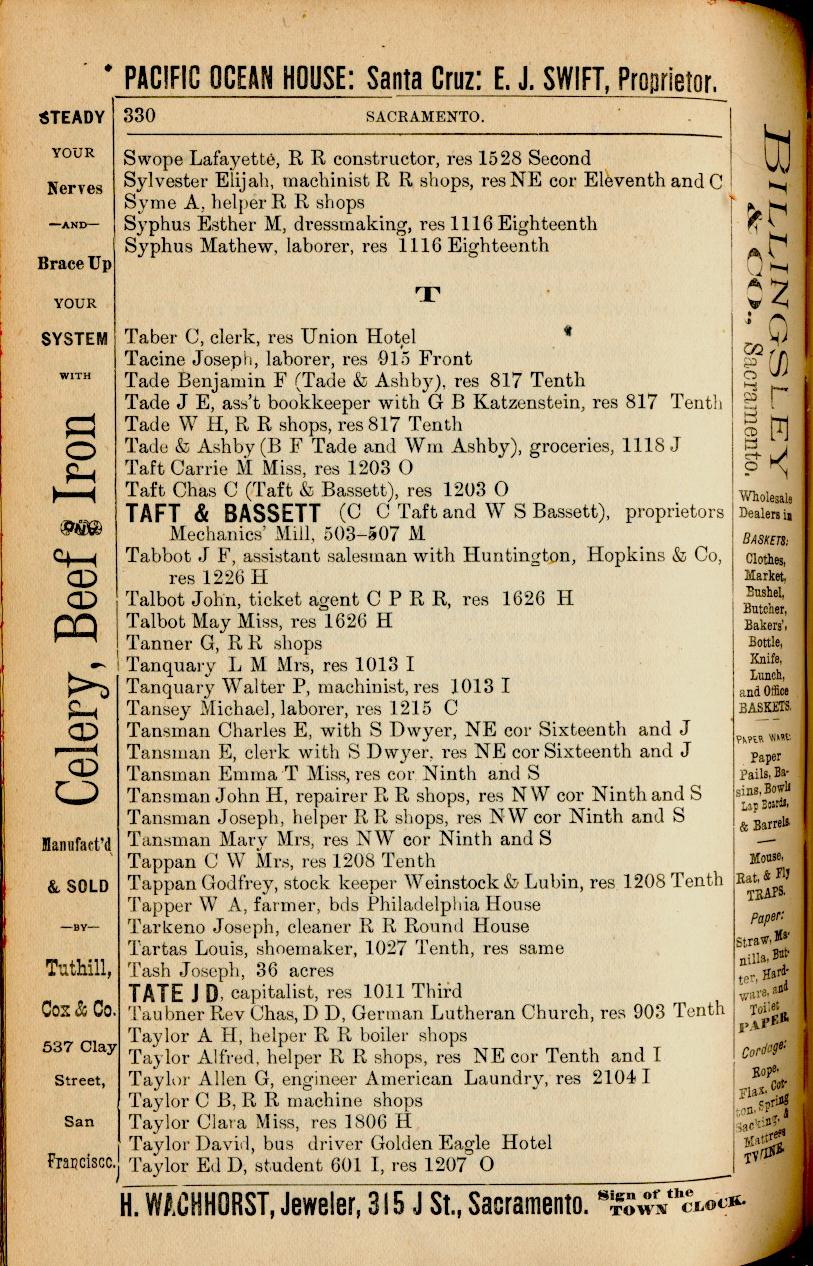 PACIFIC OCEAN HOUSE: Santa Cruz: E. J. SWIFT, Proprietor.
330 SACRAMENTO.
Swope Lafayette, R R constructor, res 1528 Second
Sylvester Elijah, machinist R R shops, res NE cor Eleventh and C
Syme A, helper R R shops
Syphus Esther M, dressmaking, res 1116 Eighteenth
Syphus Mathew, laborer, res 1116 Eighteenth
T
Taber C, clerk, res Union Hotel
Tacine Joseph, laborer, res 915 Front
Tade Benjamin F (Tade & Ashby), res 817 Tenth
Tade J E, ass't bookkeeper with G B Katzenstein, res 817 Tenth
Tade W H, R R shops, res 817 Tenth
Tade & Ashby (B F Tade and Wm Ashby), groceries, 1118 J
Taft Carrie M Miss, res 1203 O
Taft Chas C (Taft & Bassett), res 1203 O
TAFT & BASSETT (C C Taft and W S Bassett), proprietors
Mechanics' Mill, 503–507 M
Tabbot J F, assistant salesman with Huntington, Hopkins & Co,
res 1226 H
Talbot John, ticket agent C P R R, res 1626 H
Talbot May Miss, res 1626 H
Tanner G, R R shops
Tanquary L M Mrs, res 1013 I
Tanquary Walter P, machinist, res 1013 I
Tansey Michael, laborer, res 1215 C
Tansman Charles E, with S Dwyer, NE cor Sixteenth and J
Tansman E, clerk with S Dwyer, res NE cor Sixteenth and J
Tansman Emma T Miss, res cor Ninth and S
Tansman John H, repairer R R shops, res NW cor Ninth and S
Tansman Joseph, helper R R shops, res NW cor Ninth and S
Tansman Mary Mrs, res NW cor Ninth and S
Tappan C W Mrs, res 1208 Tenth
Tappan Godfrey, stock keeper Weinstock & Lubin, res 1208 Tenth
Tapper W A, farmer, bds Philadelphia House
Tarkeno Joseph, cleaner R R Round House
Tartas Louis, shoemaker, 1027 Tenth, res same
Tash Joseph, 36 acres
TATE J D, capitalist, res 1011 Third
Taubner Rev Chas, D D, German Lutheran Church, res 903 Tenth
Taylor A H, helper R R boiler shops
Taylor Alfred, helper R R shops, res NE cor Tenth and I
Taylor Allen G, engineer American Laundry, res 2104 I
Taylor C B, R R machine shops
Taylor Clara Miss, res 1806 H
Taylor David, bus driver Golden Eagle Hotel
Taylor Ed D, student 601 I, res 1207 O
H. WACHHORST, Jeweler, 315 J St., Sacramento. Sign of the TOWN CLOCK.
STEADY
YOUR
Nerves
—AND—
Brace Up
YOUR
SYSTEM
WITH
Celery, Beef and Iron
Manufact'd
& SOLD
—BY—
Tuthill,
Cox & Co.
537 Clay
Street,
San
Francisco.
BILLINGSLEY
& CO., Sacramento.
Wholesale
Dealers in
BASKETS:
Clothes,
Market,
Bushel,
Butcher,
Bakers',
Bottle,
Knife,
Lunch,
and Office
BASKETS.
PAPER WARE:
Paper
Pails, Ba-
sins, Bowls
Lap Boards,
& Barrels.
Mouse,
Rat, & Fly
TRAPS.
Paper:
Straw, Ma-
nilla, But-
ter, Hard-
ware, and
Toilet
PAPER.
Cordage:
Rope,
Flax, Cot-
ton, Spring
Sacking, &
Mattress
TWINE.